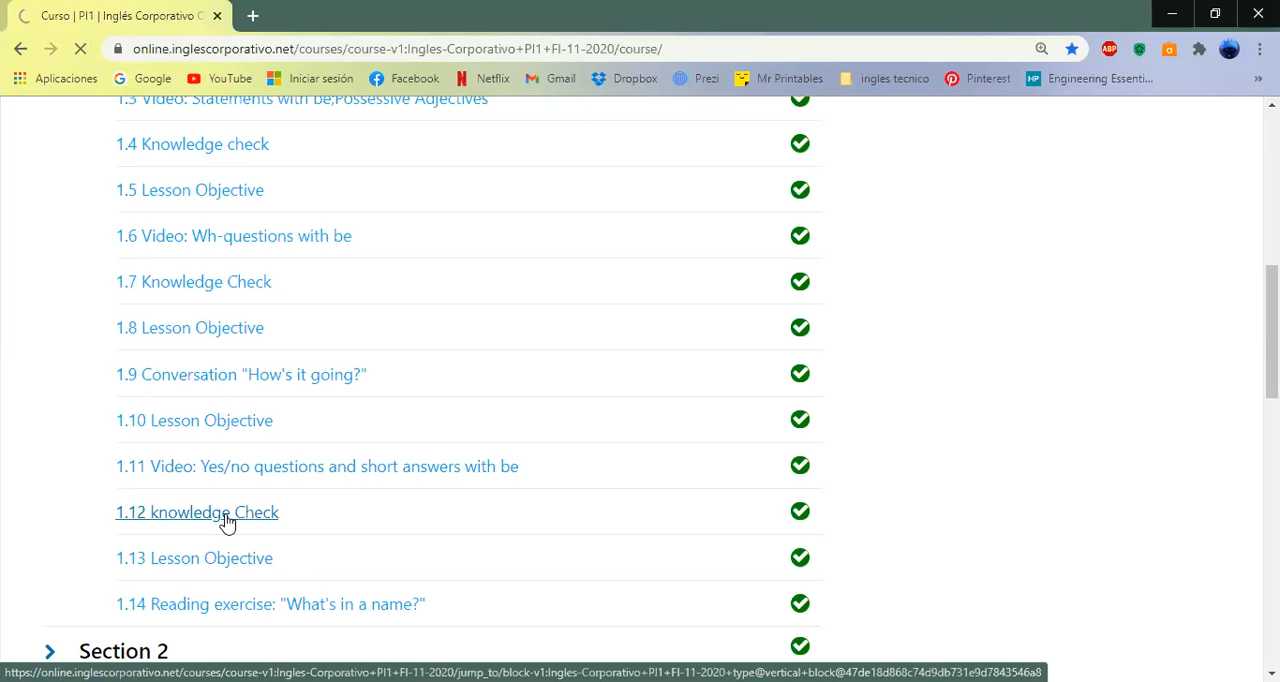 Curso | PI1 | Inglés Corporativo
online.inglescorporativo.net/courses/course-v1:Ingles-Corporativo+PI1+FI-11-2020/course/
Aplicaciones Google YouTube Iniciar sesión Facebook Netflix Gmail Dropbox Prezi Mr Printables ingles tecnico Pinterest HP Engineering Essenti... »
1.3 Video: Statements with be;Possessive Adjectives
1.4 Knowledge check
1.5 Lesson Objective
1.6 Video: Wh-questions with be
1.7 Knowledge Check
1.8 Lesson Objective
1.9 Conversation "How's it going?"
1.10 Lesson Objective
1.11 Video: Yes/no questions and short answers with be
1.12 knowledge Check
1.13 Lesson Objective
1.14 Reading exercise: "What's in a name?"
Section 2
https://online.inglescorporativo.net/courses/course-v1:Ingles-Corporativo+PI1+FI-11-2020/jump_to/block-v1:Ingles-Corporativo+PI1+FI-11-2020+type@vertical+block@47de18d868c74d9db731e9d7843546a8